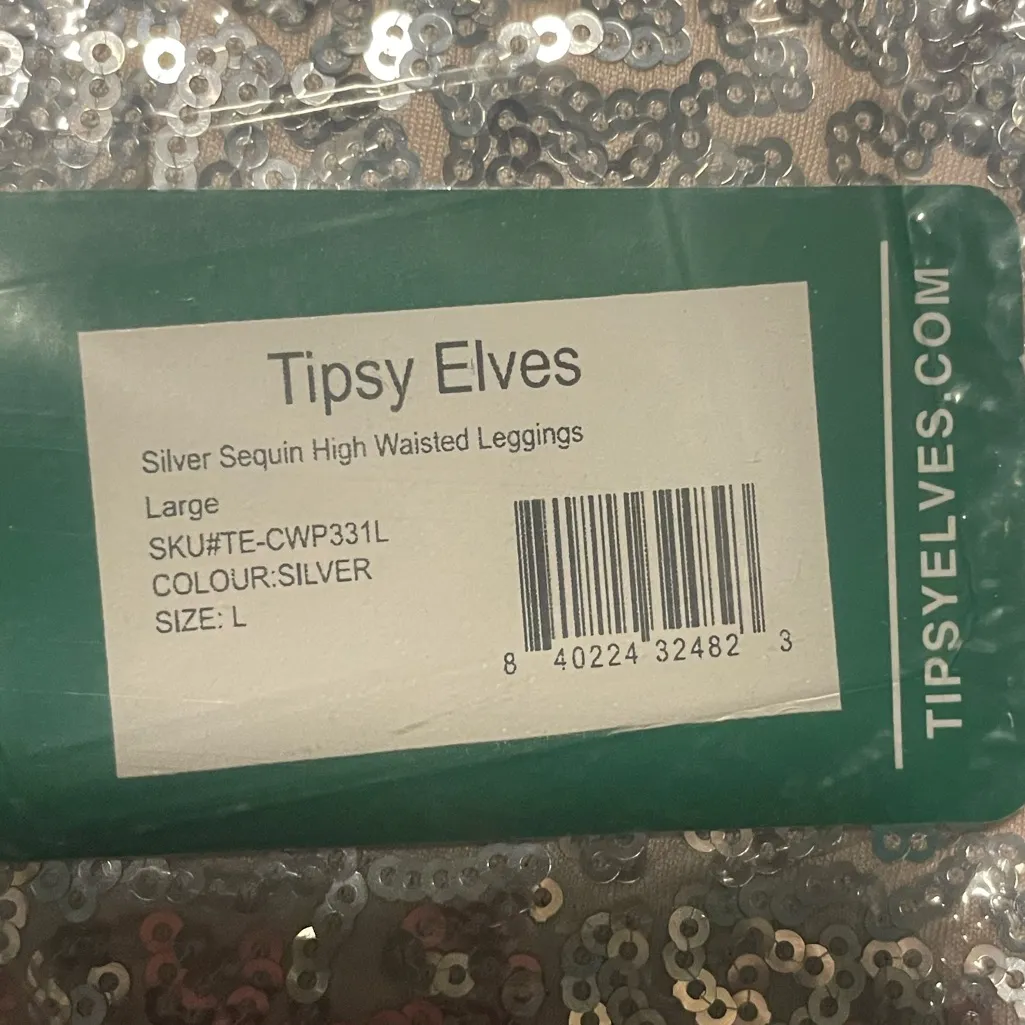 Tipsy Elves
Silver Sequin High Waisted Leggings
Large
SKU#TE-CWP331L
COLOUR:SILVER
SIZE: L
8 40224 32482 3
TIPSYELVES.COM